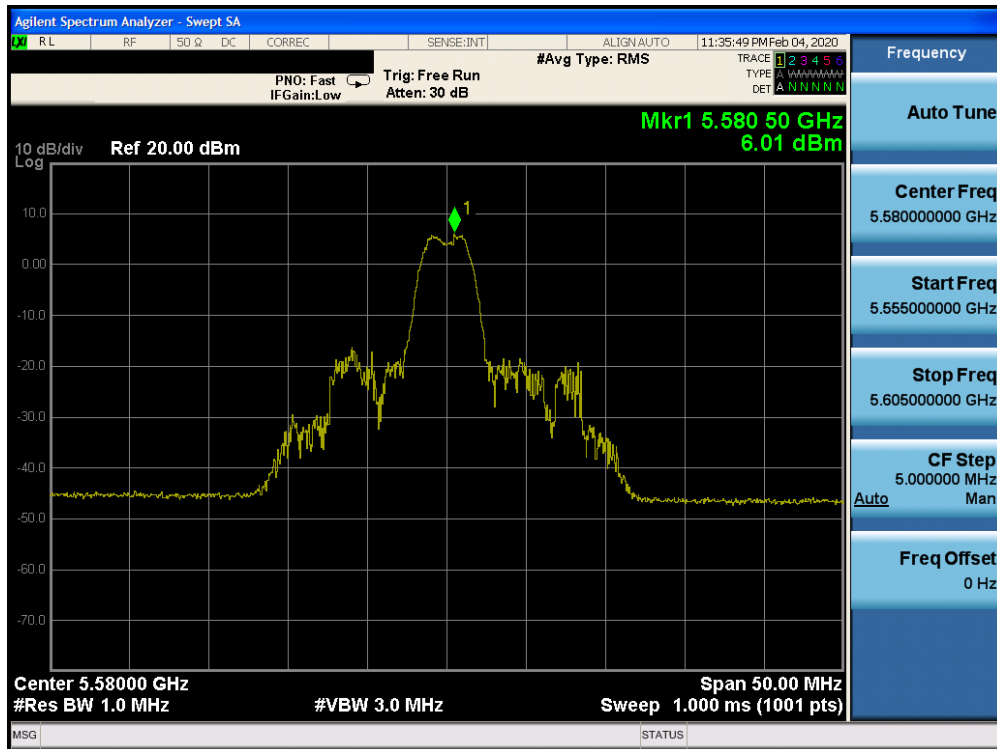 Agilent Spectrum Analyzer - Swept SA
LXI RL RF 50 Ω DC CORREC SENSE:INT ALIGN AUTO 11:35:49 PM Feb 04, 2020
#Avg Type: RMS
TRACE 1 2 3 4 5 6
TYPE A WWWWW
DET A N N N N N
PNO: Fast
IFGain:Low
Trig: Free Run
Atten: 30 dB
Mkr1 5.580 50 GHz
6.01 dBm
10 dB/div Ref 20.00 dBm
Log
1
10.0
0.00
-10.0
-20.0
-30.0
-40.0
-50.0
-60.0
-70.0
Center 5.58000 GHz Span 50.00 MHz
#Res BW 1.0 MHz #VBW 3.0 MHz Sweep 1.000 ms (1001 pts)
MSG STATUS
Frequency
Auto Tune
Center Freq
5.580000000 GHz
Start Freq
5.555000000 GHz
Stop Freq
5.605000000 GHz
CF Step
5.000000 MHz
Auto Man
Freq Offset
0 Hz